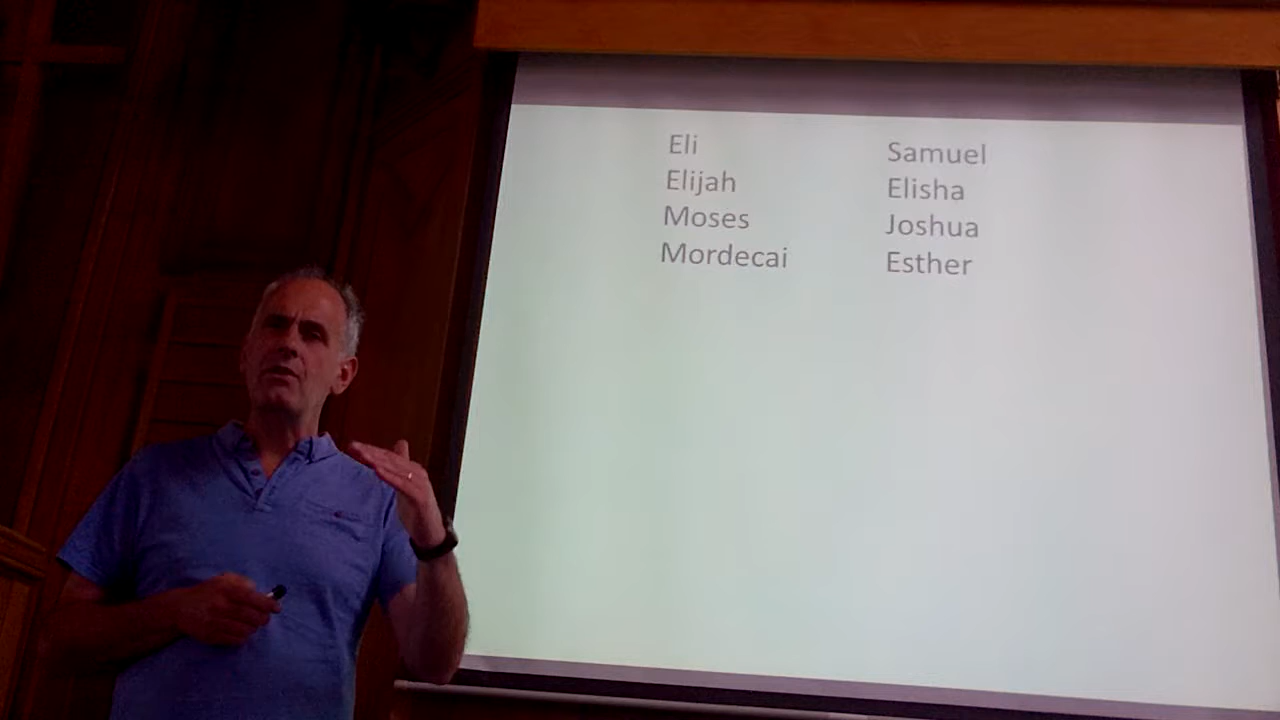 Eli Samuel
Elijah Elisha
Moses Joshua
Mordecai Esther